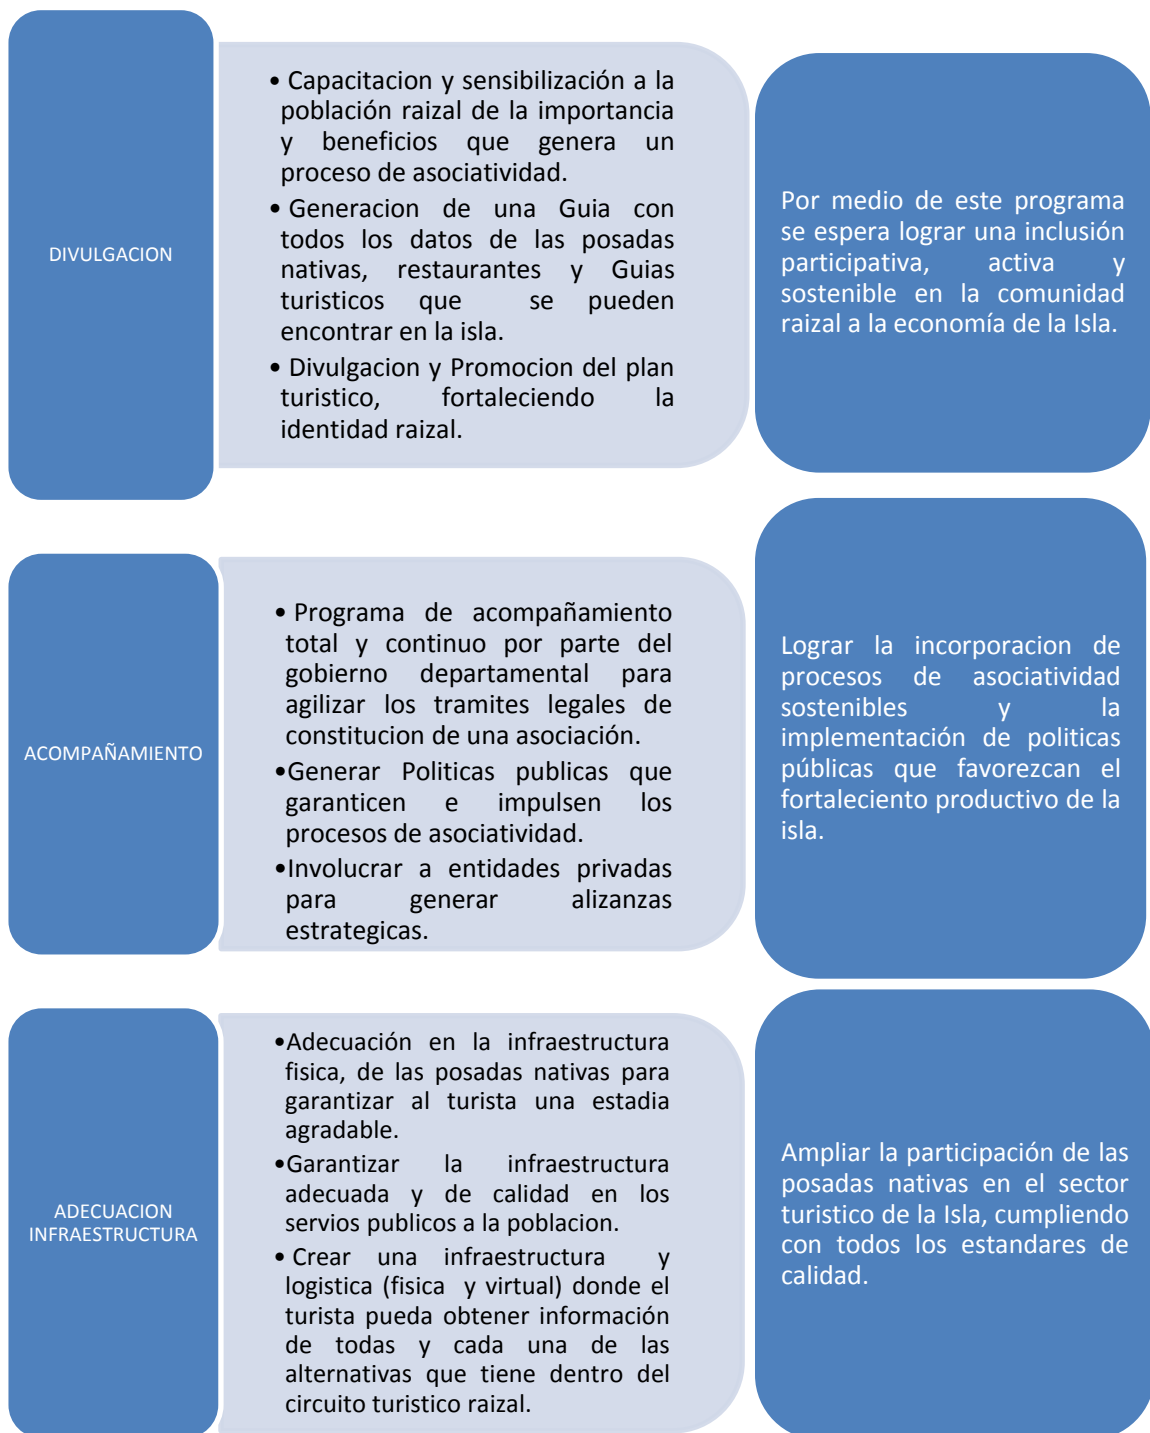 DIVULGACION
• Capacitacion y sensibilización a la
población raizal de la importancia
y beneficios que genera un
proceso de asociatividad.
• Generacion de una Guia con
todos los datos de las posadas
nativas, restaurantes y Guias
turisticos que se pueden
encontrar en la isla.
• Divulgacion y Promocion del plan
turistico, fortaleciendo la
identidad raizal.
Por medio de este programa
se espera lograr una inclusión
participativa, activa y
sostenible en la comunidad
raizal a la economía de la Isla.
ACOMPAÑAMIENTO
• Programa de acompañamiento
total y continuo por parte del
gobierno departamental para
agilizar los tramites legales de
constitucion de una asociación.
•Generar Politicas publicas que
garanticen e impulsen los
procesos de asociatividad.
•Involucrar a entidades privadas
para generar alizanzas
estrategicas.
Lograr la incorporacion de
procesos de asociatividad
sostenibles y la
implementación de politicas
públicas que favorezcan el
fortaleciento productivo de la
isla.
ADECUACION
INFRAESTRUCTURA
•Adecuación en la infraestructura
fisica, de las posadas nativas para
garantizar al turista una estadia
agradable.
•Garantizar la infraestructura
adecuada y de calidad en los
servios publicos a la poblacion.
• Crear una infraestructura y
logistica (fisica y virtual) donde el
turista pueda obtener información
de todas y cada una de las
alternativas que tiene dentro del
circuito turistico raizal.
Ampliar la participación de las
posadas nativas en el sector
turistico de la Isla, cumpliendo
con todos los estandares de
calidad.